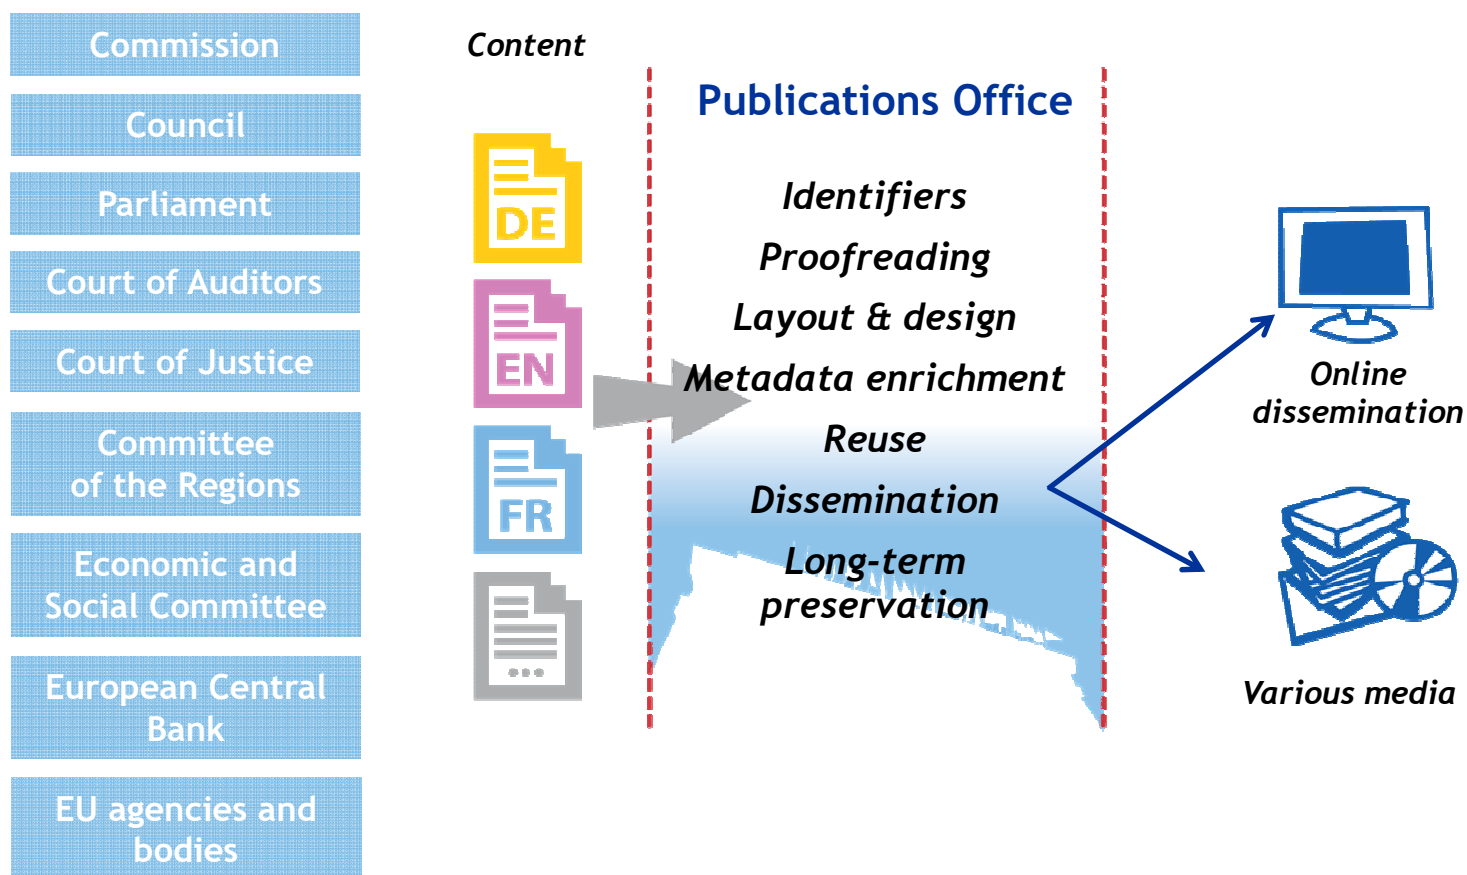 Commission
Council
Parliament
Court of Auditors
Court of Justice
Committee
of the Regions
Economic and
Social Committee
European Central
Bank
EU agencies and
bodies
Content
DE
EN
FR
...
Publications Office
Identifiers
Proofreading
Layout & design
Metadata enrichment
Reuse
Dissemination
Long-term
preservation
Online
dissemination
Various media